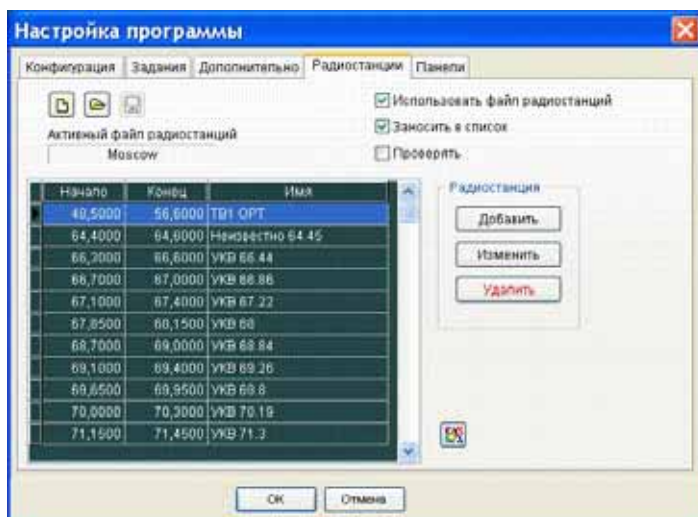 Настройка программы
Конфигурация Задания Дополнительно Радиостанции Панели
Использовать файл радиостанций
Активный файл радиостанций
Заносить в список
Moscow
Проверять
Начало Конец Имя
Радиостанция
48,5000 56,6000 ТВ1 ОРТ
Добавить
64,4000 64,6000 Неизвестно 64.45
66,2000 66,6000 УКВ 66.44
Изменить
66,7000 67,0000 УКВ 66.86
67,1000 67,4000 УКВ 67.22
Удалить
67,8500 68,1500 УКВ 68
68,7000 69,0000 УКВ 68.84
69,1000 69,4000 УКВ 69.26
69,6500 69,9500 УКВ 69.8
70,0000 70,3000 УКВ 70.19
71,1500 71,4500 УКВ 71.3
OK Отмена